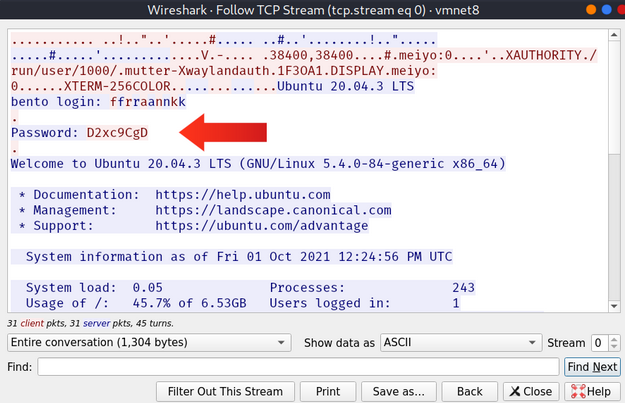 Wireshark · Follow TCP Stream (tcp.stream eq 0) · vmnet8
........... ..!.."..'.....#..... ..#..'........!..".....
.....#.....'...........V.-.... .38400,38400....#.meiyo:0....'..XAUTHORITY./
run/user/1000/.mutter-Xwaylandauth.1F3OA1.DISPLAY.meiyo:
0......XTERM-256COLOR..............Ubuntu 20.04.3 LTS
bento login: ffrraannkk
.
Password: D2xc9CgD
.
Welcome to Ubuntu 20.04.3 LTS (GNU/Linux 5.4.0-84-generic x86_64)
* Documentation: https://help.ubuntu.com
* Management: https://landscape.canonical.com
* Support: https://ubuntu.com/advantage
System information as of Fri 01 Oct 2021 12:24:56 PM UTC
System load: 0.05 Processes: 243
Usage of /: 45.7% of 6.53GB Users logged in: 1
31 client pkts, 31 server pkts, 45 turns.
Entire conversation (1,304 bytes) Show data as ASCII Stream 0
Find: Find Next
Filter Out This Stream Print Save as... Back Close Help